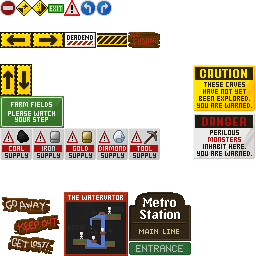 EXIT
DEADEND
FARM FIELDS
PLEASE WATCH
YOUR STEP
COAL
SUPPLY
IRON
SUPPLY
GOLD
SUPPLY
DIAMOND
SUPPLY
TOOL
SUPPLY
CAUTION
THESE CAVES
HAVE NOT YET
BEEN EXPLORED.
YOU ARE WARNED.
DANGER
PERILOUS
MONSTERS
INHABIT HERE.
YOU ARE WARNED.
GO AWAY
KEEP OUT
GET LOST!
THE WATERVATOR
Metro
Station
MAIN LINE
ENTRANCE